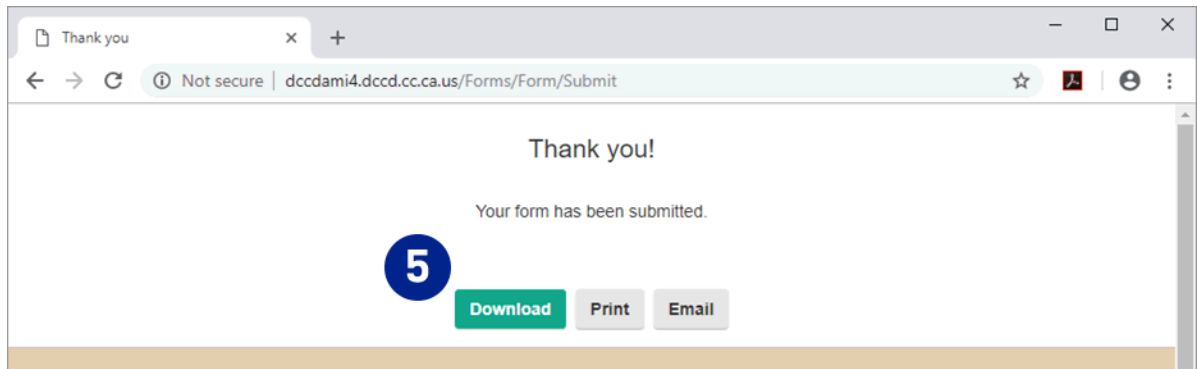 Thank you
Not secure | dccdami4.dccd.cc.ca.us/Forms/Form/Submit
Thank you!
Your form has been submitted.
5
Download Print Email